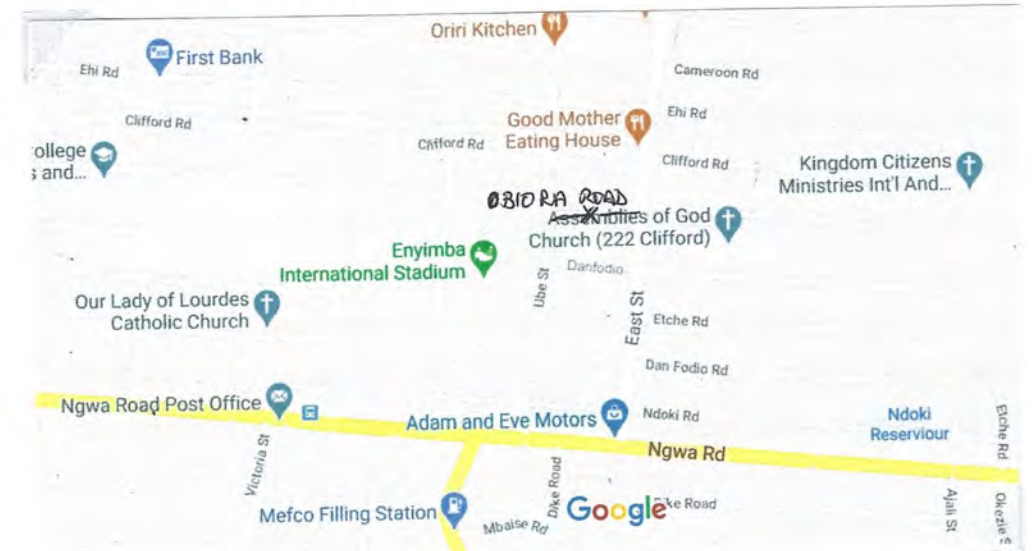 Oriri Kitchen
First Bank
Ehi Rd
Cameroon Rd
Clifford Rd
Good Mother
Eating House
Ehi Rd
Clifford Rd
ollege
s and...
Clifford Rd
Kingdom Citizens
Ministries Int'l And...
OBIORA ROAD
Assemblies of God
Church (222 Clifford)
Enyimba
International Stadium
Danfodio
Ube St
Our Lady of Lourdes
Catholic Church
East St
Etche Rd
Dan Fodio Rd
Ngwa Road Post Office
Adam and Eve Motors
Ndoki Rd
Ndoki
Reserviour
Etche Rd
Ngwa Rd
Victoria St
Mefco Filling Station
Dike Road
Google
ke Road
Mbaise Rd
Ajali St
Okezie S